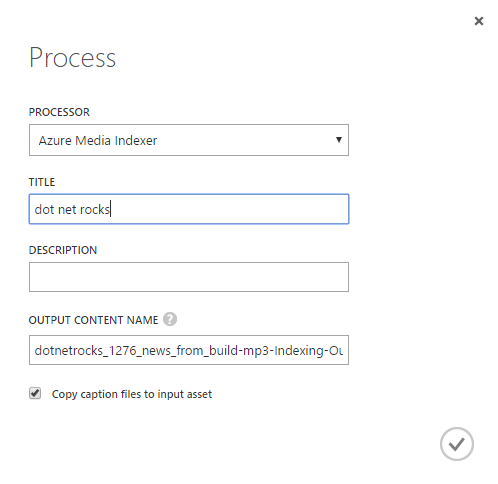 Process
PROCESSOR
Azure Media Indexer
TITLE
dot net rocks
DESCRIPTION
OUTPUT CONTENT NAME ?
dotnetrocks_1276_news_from_build-mp3-Indexing-Ou
Copy caption files to input asset